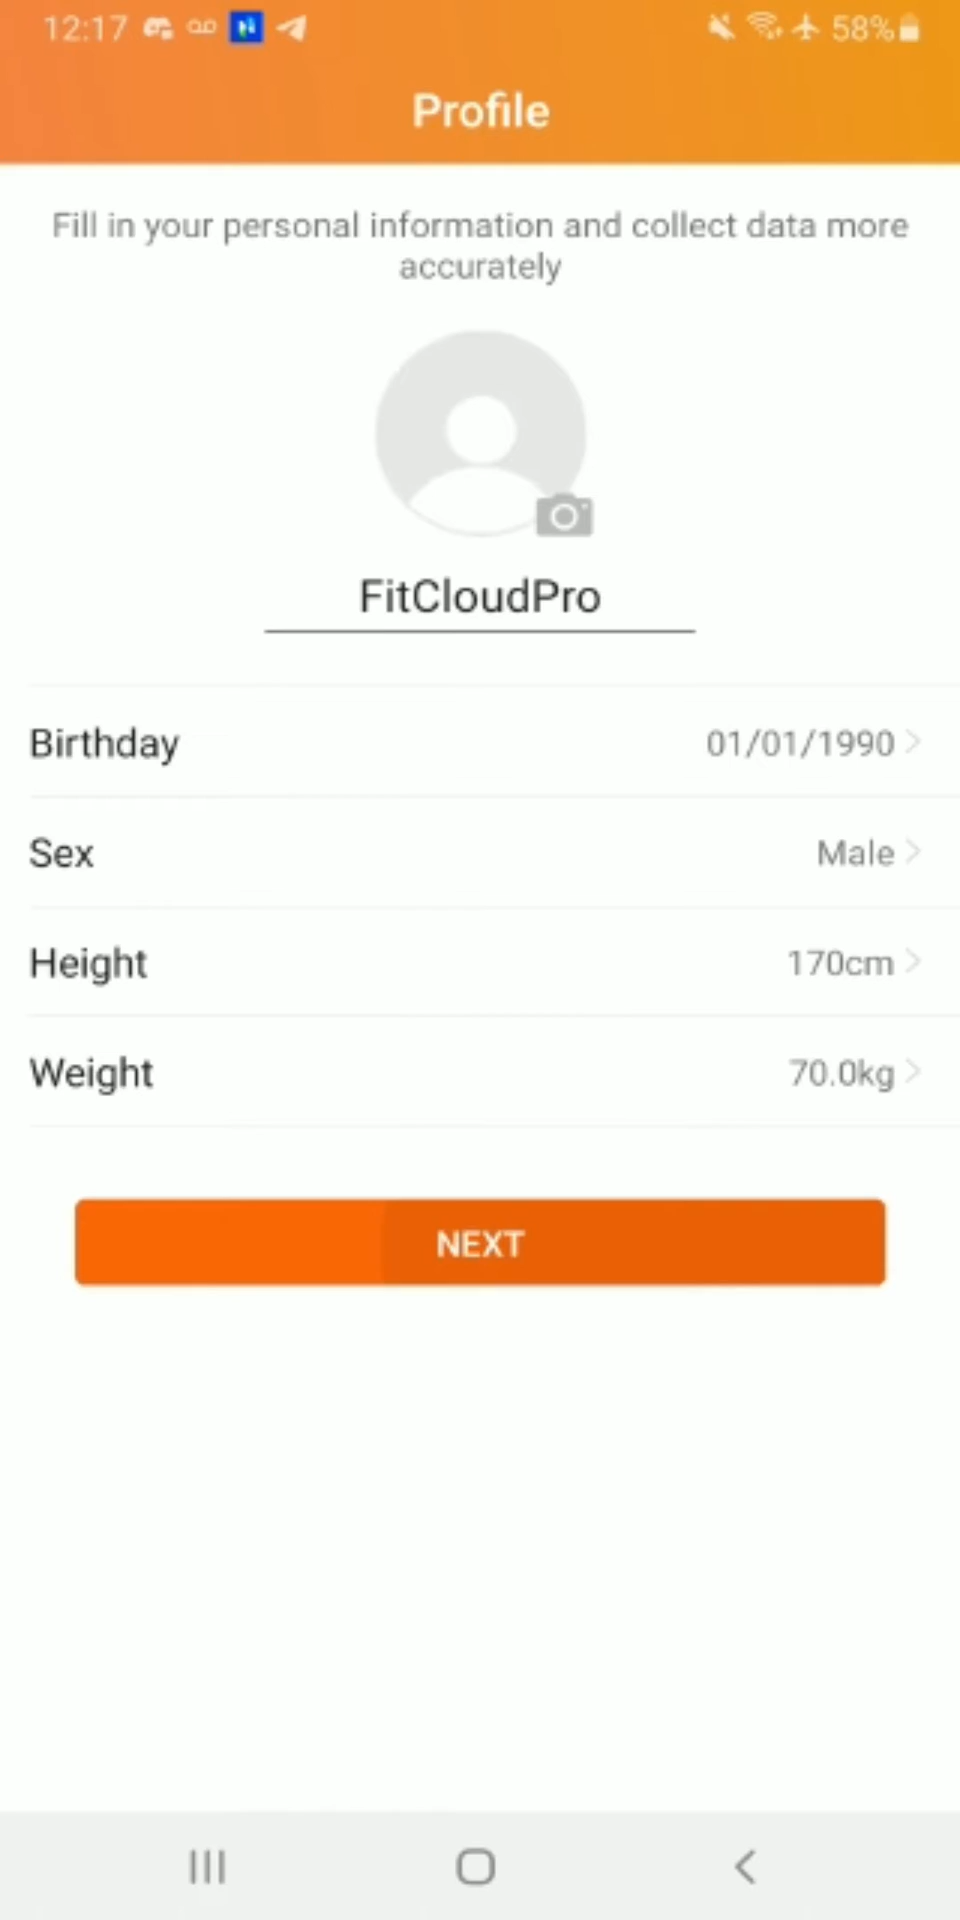 12:17 58%
Profile
Fill in your personal information and collect data more
accurately
FitCloudPro
Birthday 01/01/1990
Sex Male
Height 170cm
Weight 70.0kg
NEXT